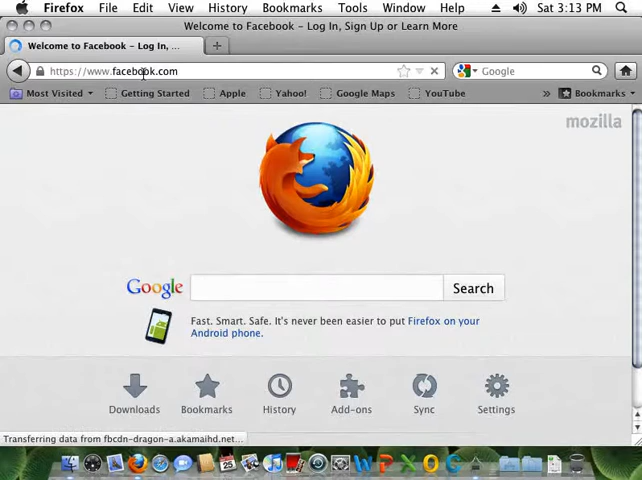 Firefox File Edit View History Bookmarks Tools Window Help Sat 3:13 PM
Welcome to Facebook - Log In, Sign Up or Learn More
Welcome to Facebook - Log In, ...
https://www.facebook.com
Google
Most Visited Getting Started Apple Yahoo! Google Maps YouTube » Bookmarks
mozilla
Google Search
Fast. Smart. Safe. It's never been easier to put Firefox on your
Android phone.
Downloads Bookmarks History Add-ons Sync Settings
Transferring data from fbcdn-dragon-a.akamaihd.net...